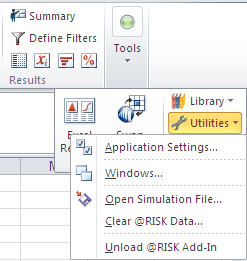 Summary
Define Filters
Results
Tools
Library
Utilities
Excel
Swap
Application Settings...
Windows...
Open Simulation File...
Clear @RISK Data...
Unload @RISK Add-In